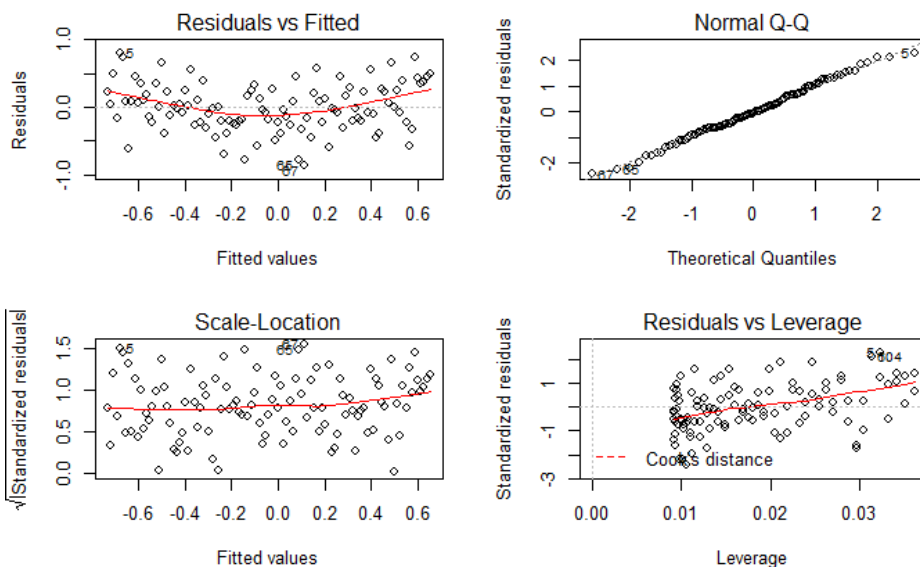 Residuals vs Fitted
Residuals
1.0
0.0
-1.0
5
65
67
-0.6 -0.4 -0.2 0.0 0.2 0.4 0.6
Fitted values
Normal Q-Q
Standardized residuals
2
1
0
-2
5
67
65
-2 -1 0 1 2
Theoretical Quantiles
Scale-Location
√|Standardized residuals|
1.5
1.0
0.5
0.0
5
67
65
-0.6 -0.4 -0.2 0.0 0.2 0.4 0.6
Fitted values
Residuals vs Leverage
Standardized residuals
1
0
-3
5
Cook's distance
0.00 0.01 0.02 0.03
Leverage